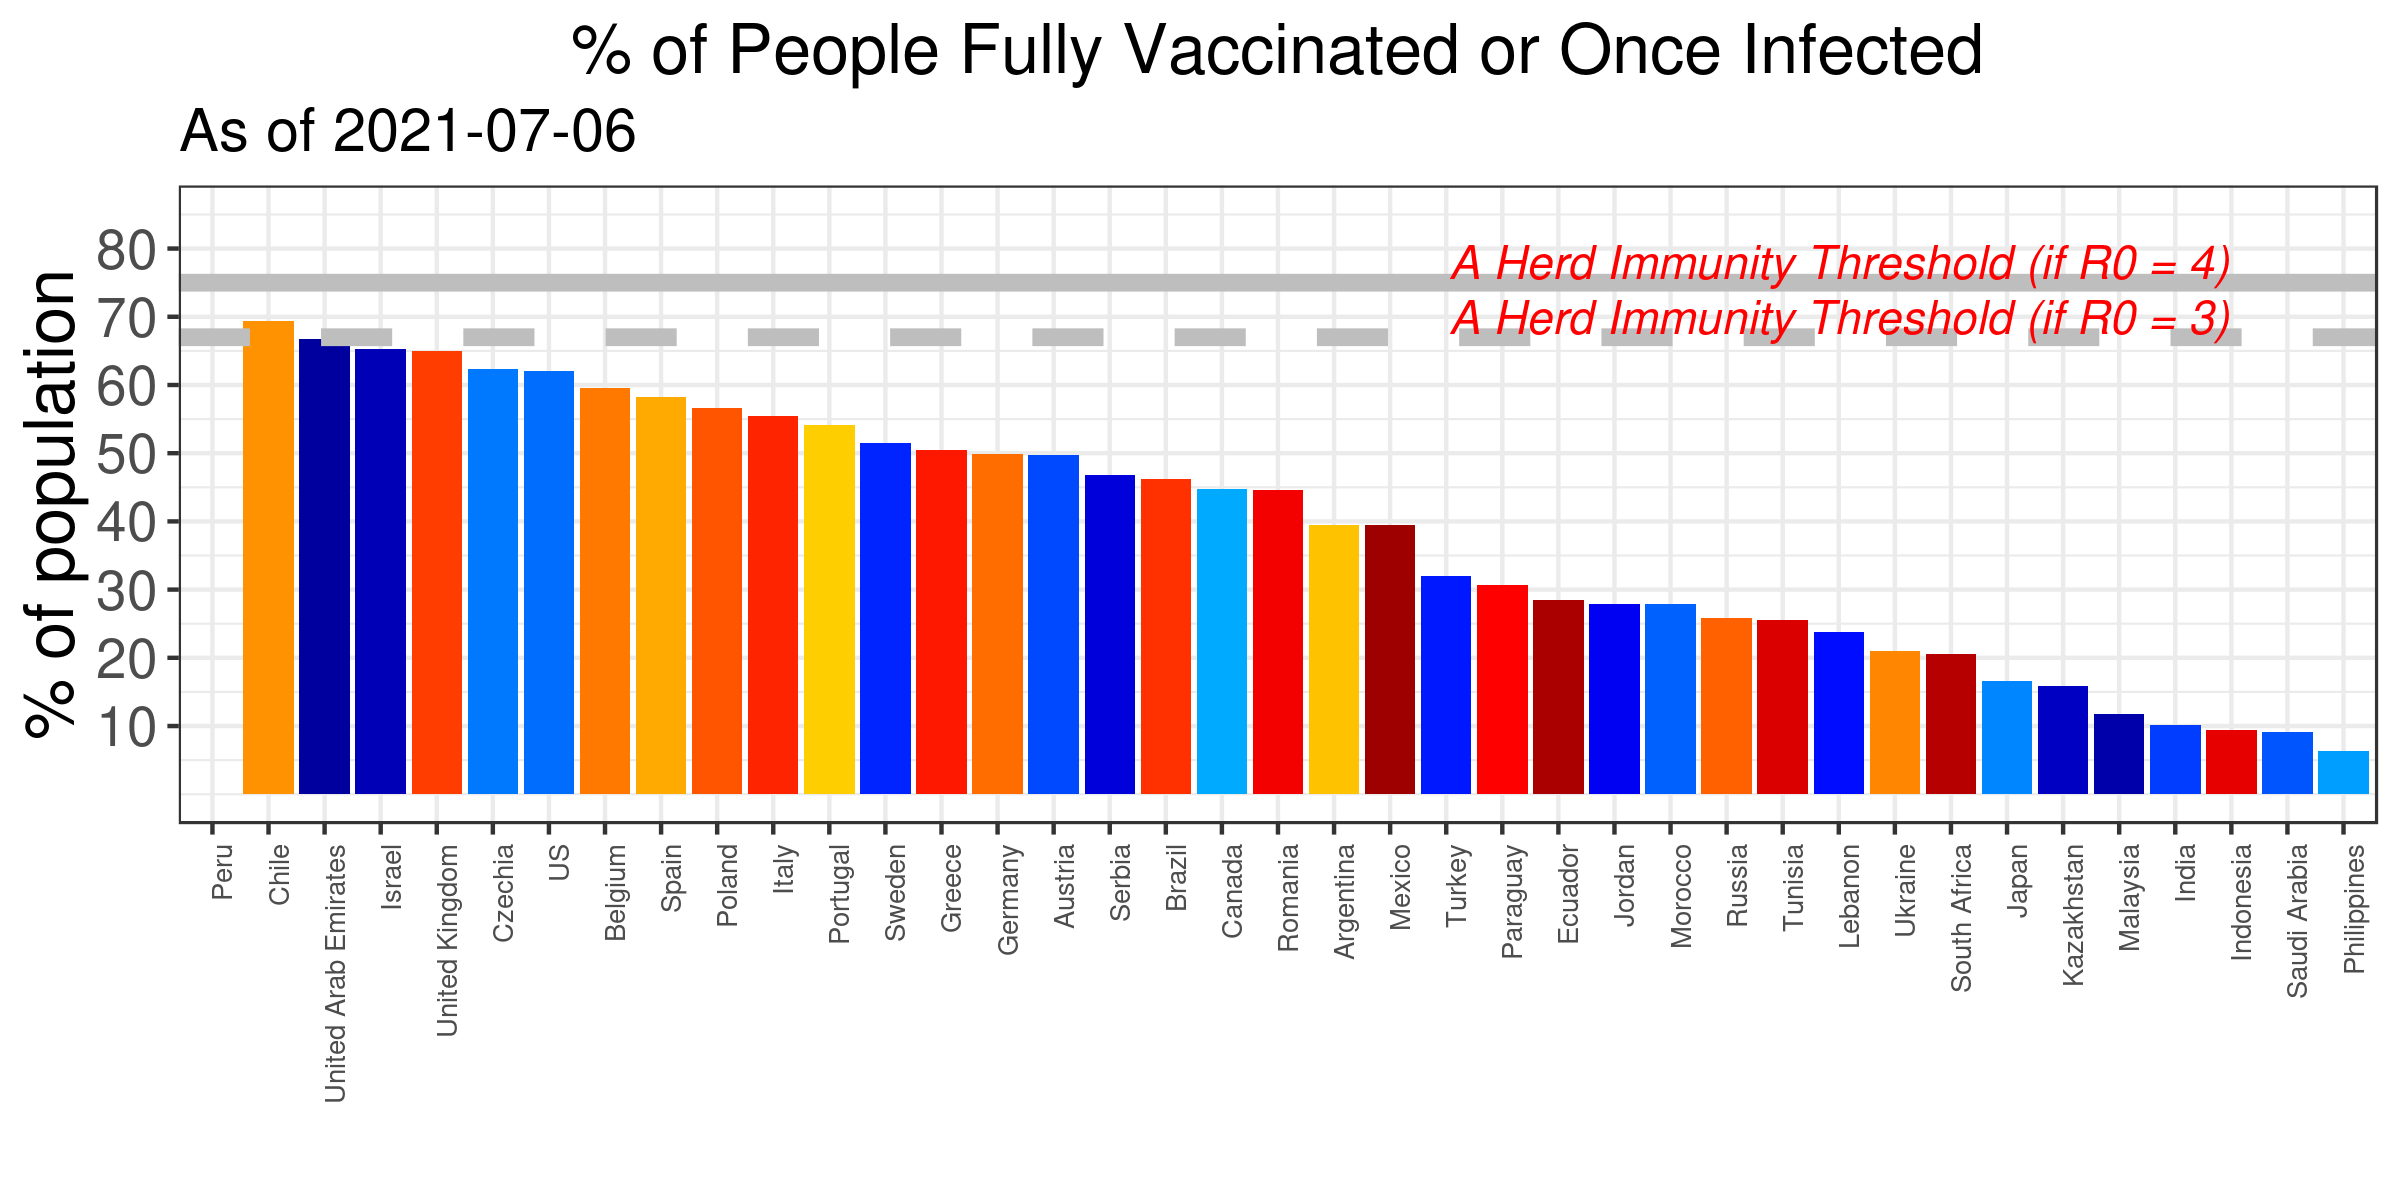 % of People Fully Vaccinated or Once Infected
As of 2021-07-06
% of population
80
70
60
50
40
30
20
10
A Herd Immunity Threshold (if R0 = 4)
A Herd Immunity Threshold (if R0 = 3)
Peru
Chile
United Arab Emirates
Israel
United Kingdom
Czechia
US
Belgium
Spain
Poland
Italy
Portugal
Sweden
Greece
Germany
Austria
Serbia
Brazil
Canada
Romania
Argentina
Mexico
Turkey
Paraguay
Ecuador
Jordan
Morocco
Russia
Tunisia
Lebanon
Ukraine
South Africa
Japan
Kazakhstan
Malaysia
India
Indonesia
Saudi Arabia
Philippines